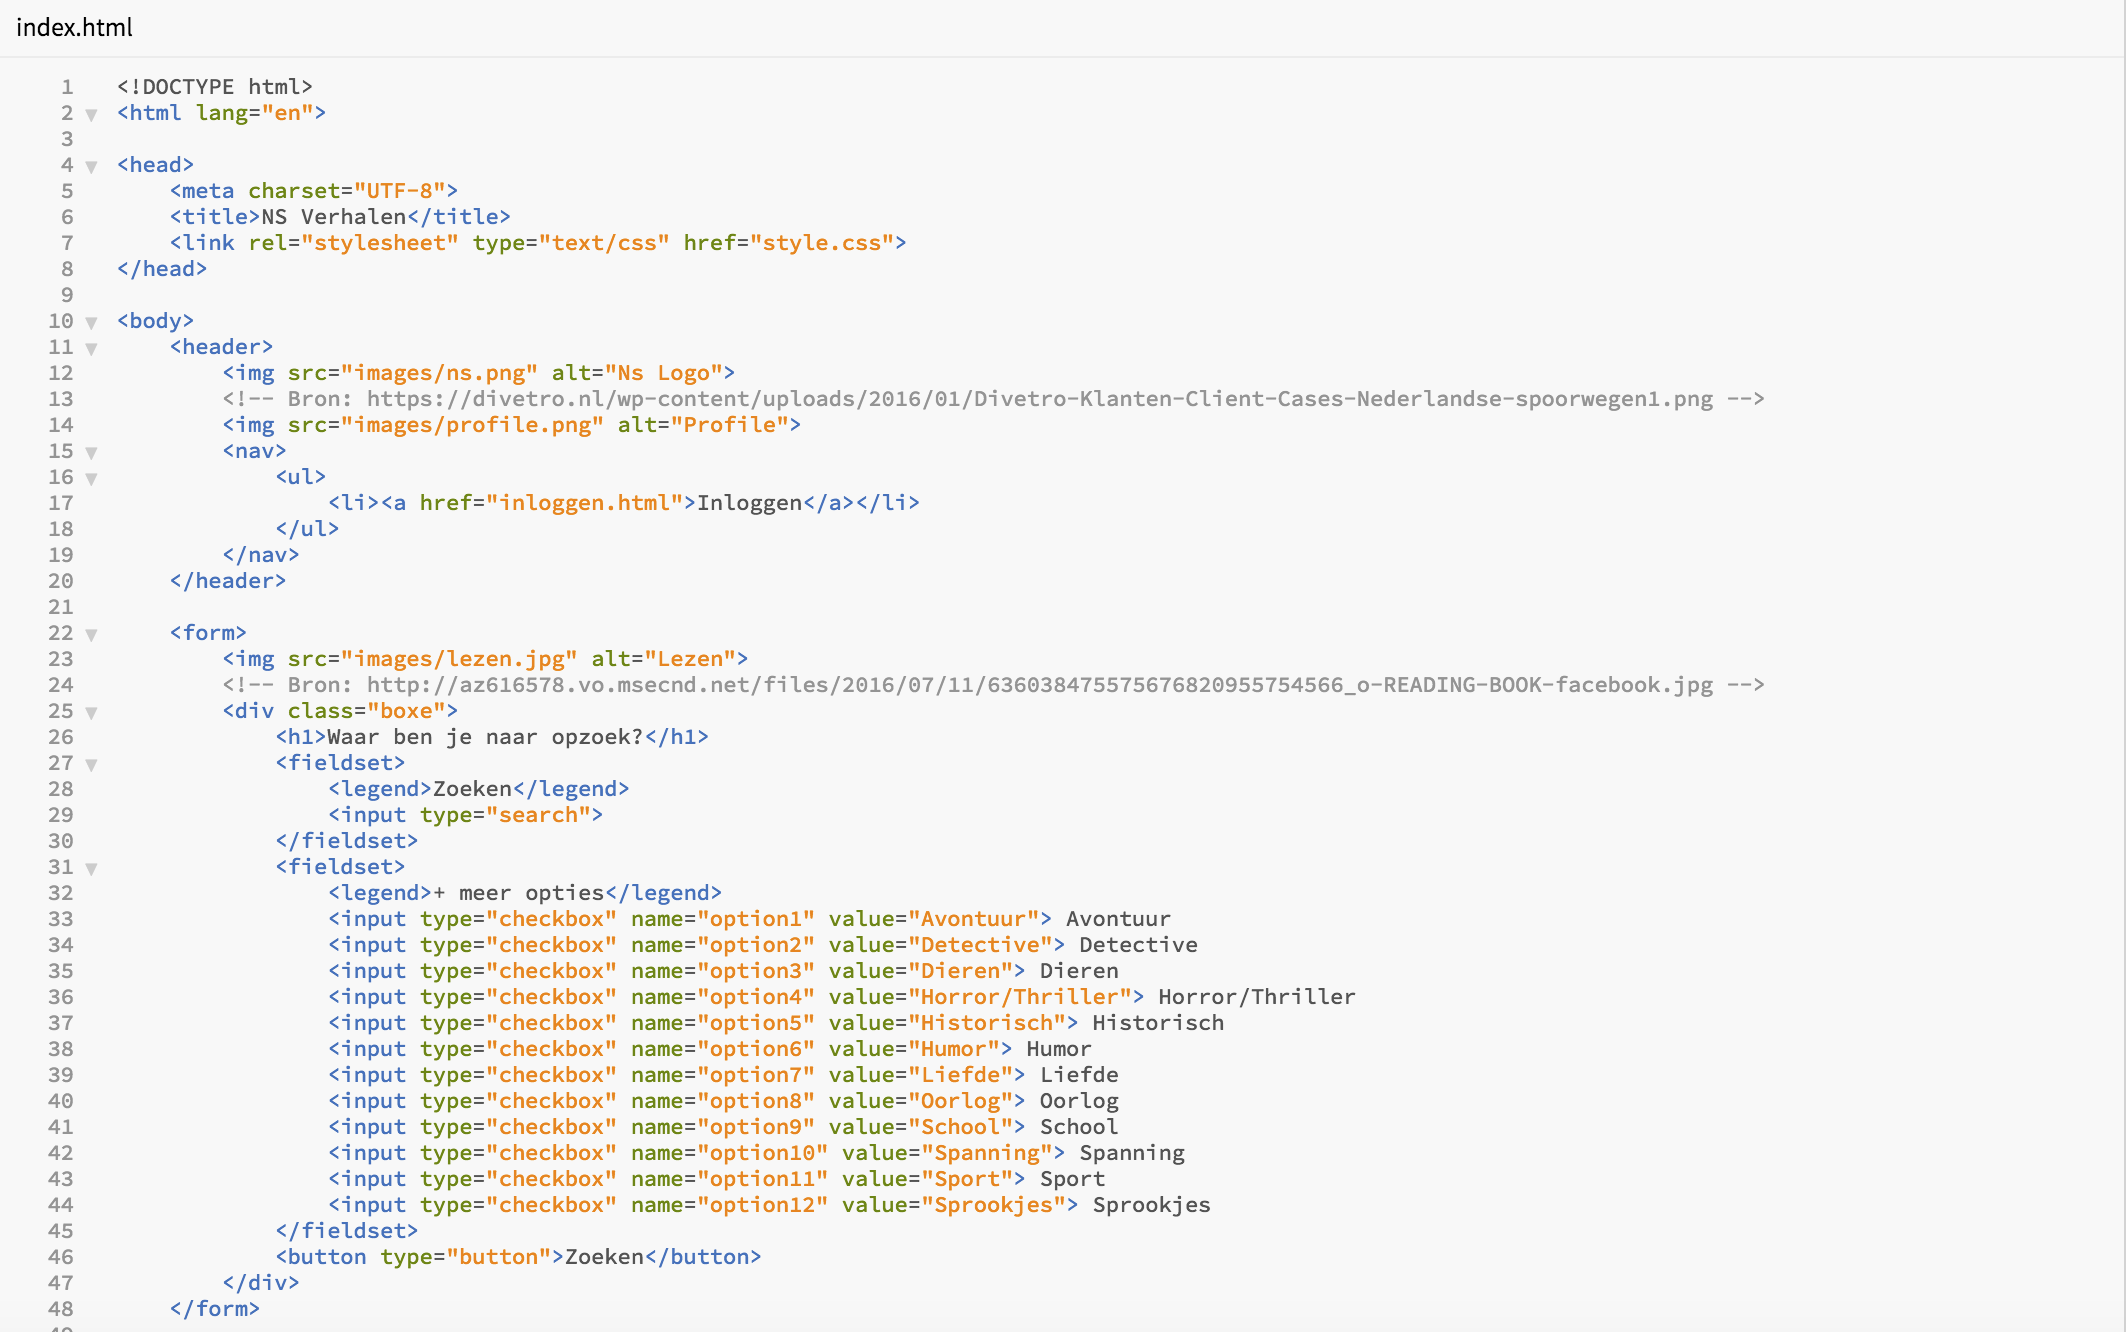 index.html
1 <!DOCTYPE html>
2 <html lang="en">
3
4 <head>
5     <meta charset="UTF-8">
6     <title>NS Verhalen</title>
7     <link rel="stylesheet" type="text/css" href="style.css">
8 </head>
9
10 <body>
11     <header>
12         <img src="images/ns.png" alt="Ns Logo">
13         <!-- Bron: https://divetro.nl/wp-content/uploads/2016/01/Divetro-Klanten-Client-Cases-Nederlandse-spoorwegen1.png -->
14         <img src="images/profile.png" alt="Profile">
15         <nav>
16             <ul>
17                 <li><a href="inloggen.html">Inloggen</a></li>
18             </ul>
19         </nav>
20     </header>
21
22     <form>
23         <img src="images/lezen.jpg" alt="Lezen">
24         <!-- Bron: http://az616578.vo.msecnd.net/files/2016/07/11/636038475575676820955754566_o-READING-BOOK-facebook.jpg -->
25         <div class="boxe">
26             <h1>Waar ben je naar opzoek?</h1>
27             <fieldset>
28                 <legend>Zoeken</legend>
29                 <input type="search">
30             </fieldset>
31             <fieldset>
32                 <legend>+ meer opties</legend>
33                 <input type="checkbox" name="option1" value="Avontuur"> Avontuur
34                 <input type="checkbox" name="option2" value="Detective"> Detective
35                 <input type="checkbox" name="option3" value="Dieren"> Dieren
36                 <input type="checkbox" name="option4" value="Horror/Thriller"> Horror/Thriller
37                 <input type="checkbox" name="option5" value="Historisch"> Historisch
38                 <input type="checkbox" name="option6" value="Humor"> Humor
39                 <input type="checkbox" name="option7" value="Liefde"> Liefde
40                 <input type="checkbox" name="option8" value="Oorlog"> Oorlog
41                 <input type="checkbox" name="option9" value="School"> School
42                 <input type="checkbox" name="option10" value="Spanning"> Spanning
43                 <input type="checkbox" name="option11" value="Sport"> Sport
44                 <input type="checkbox" name="option12" value="Sprookjes"> Sprookjes
45             </fieldset>
46             <button type="button">Zoeken</button>
47         </div>
48     </form>